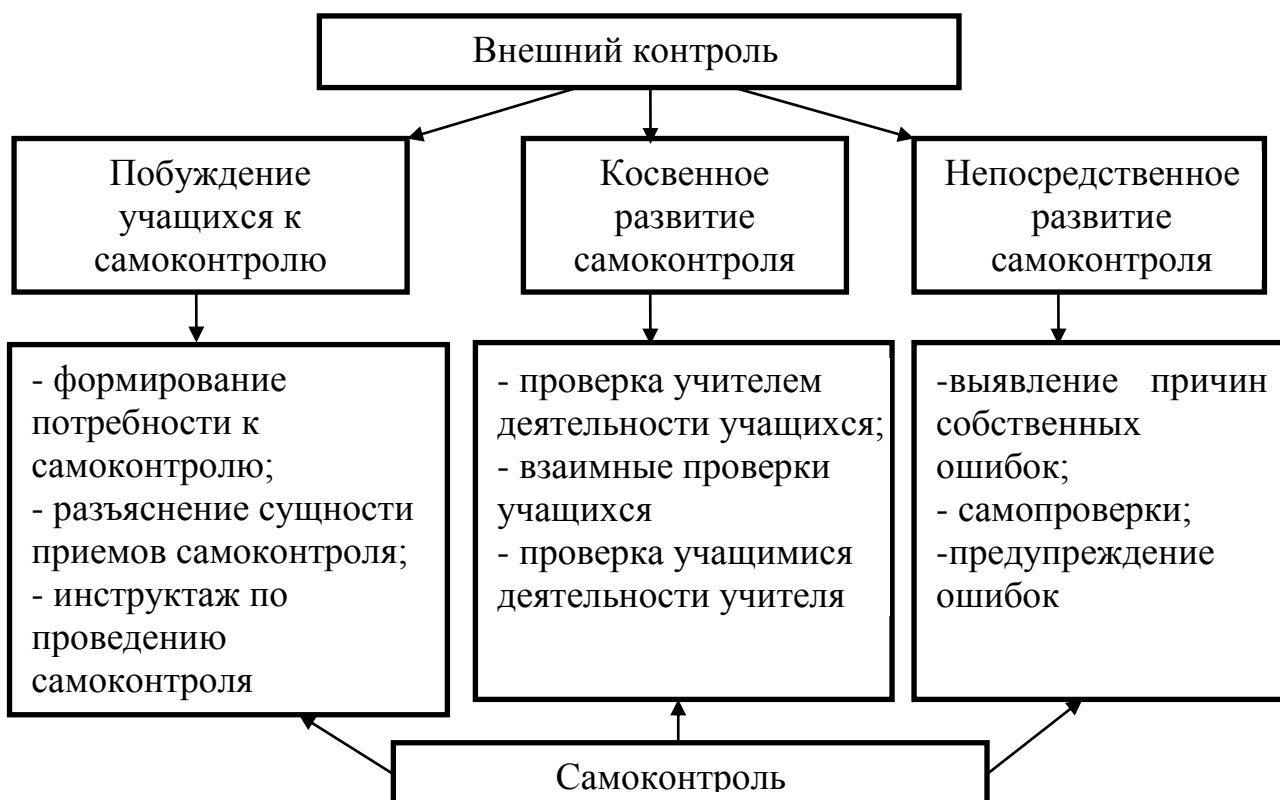 Внешний контроль
Побуждение
учащихся к
самоконтролю
Косвенное
развитие
самоконтроля
Непосредственное
развитие
самоконтроля
- формирование
потребности к
самоконтролю;
- разъяснение сущности
приемов самоконтроля;
- инструктаж по
проведению
самоконтроля
- проверка учителем
деятельности учащихся;
- взаимные проверки
учащихся
- проверка учащимися
деятельности учителя
-выявление причин
собственных
ошибок;
- самопроверки;
-предупреждение
ошибок
Самоконтроль